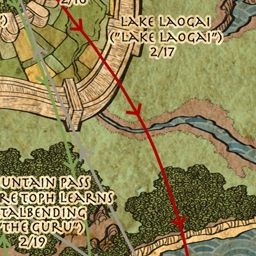 2/16
LAKE LAOGAI
("LAKE LAOGAI")
2/17
UNTAIN PASS
RE TOPH LEARNS
TALBENDING
"THE GURU")
2/19